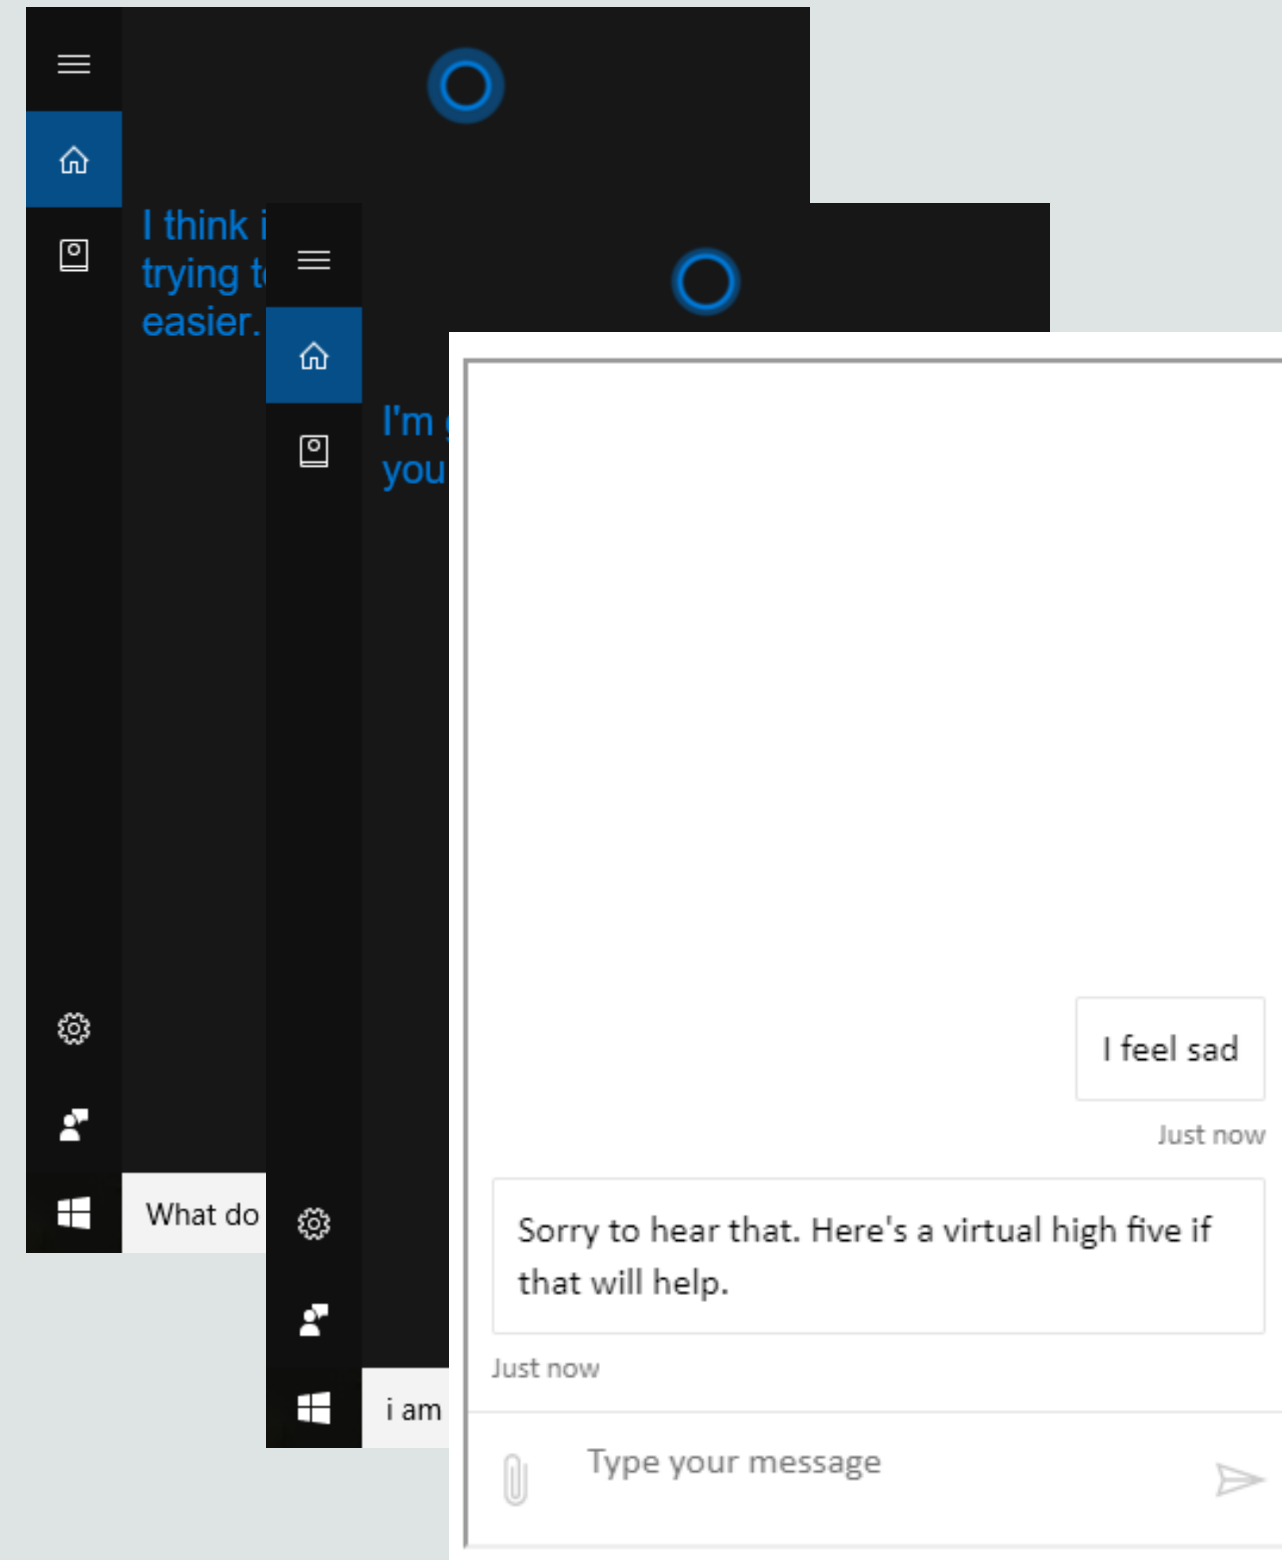 I think
trying
easier.
What do
I'm
you
i am
I feel sad
Just now
Sorry to hear that. Here's a virtual high five if
that will help.
Just now
Type your message